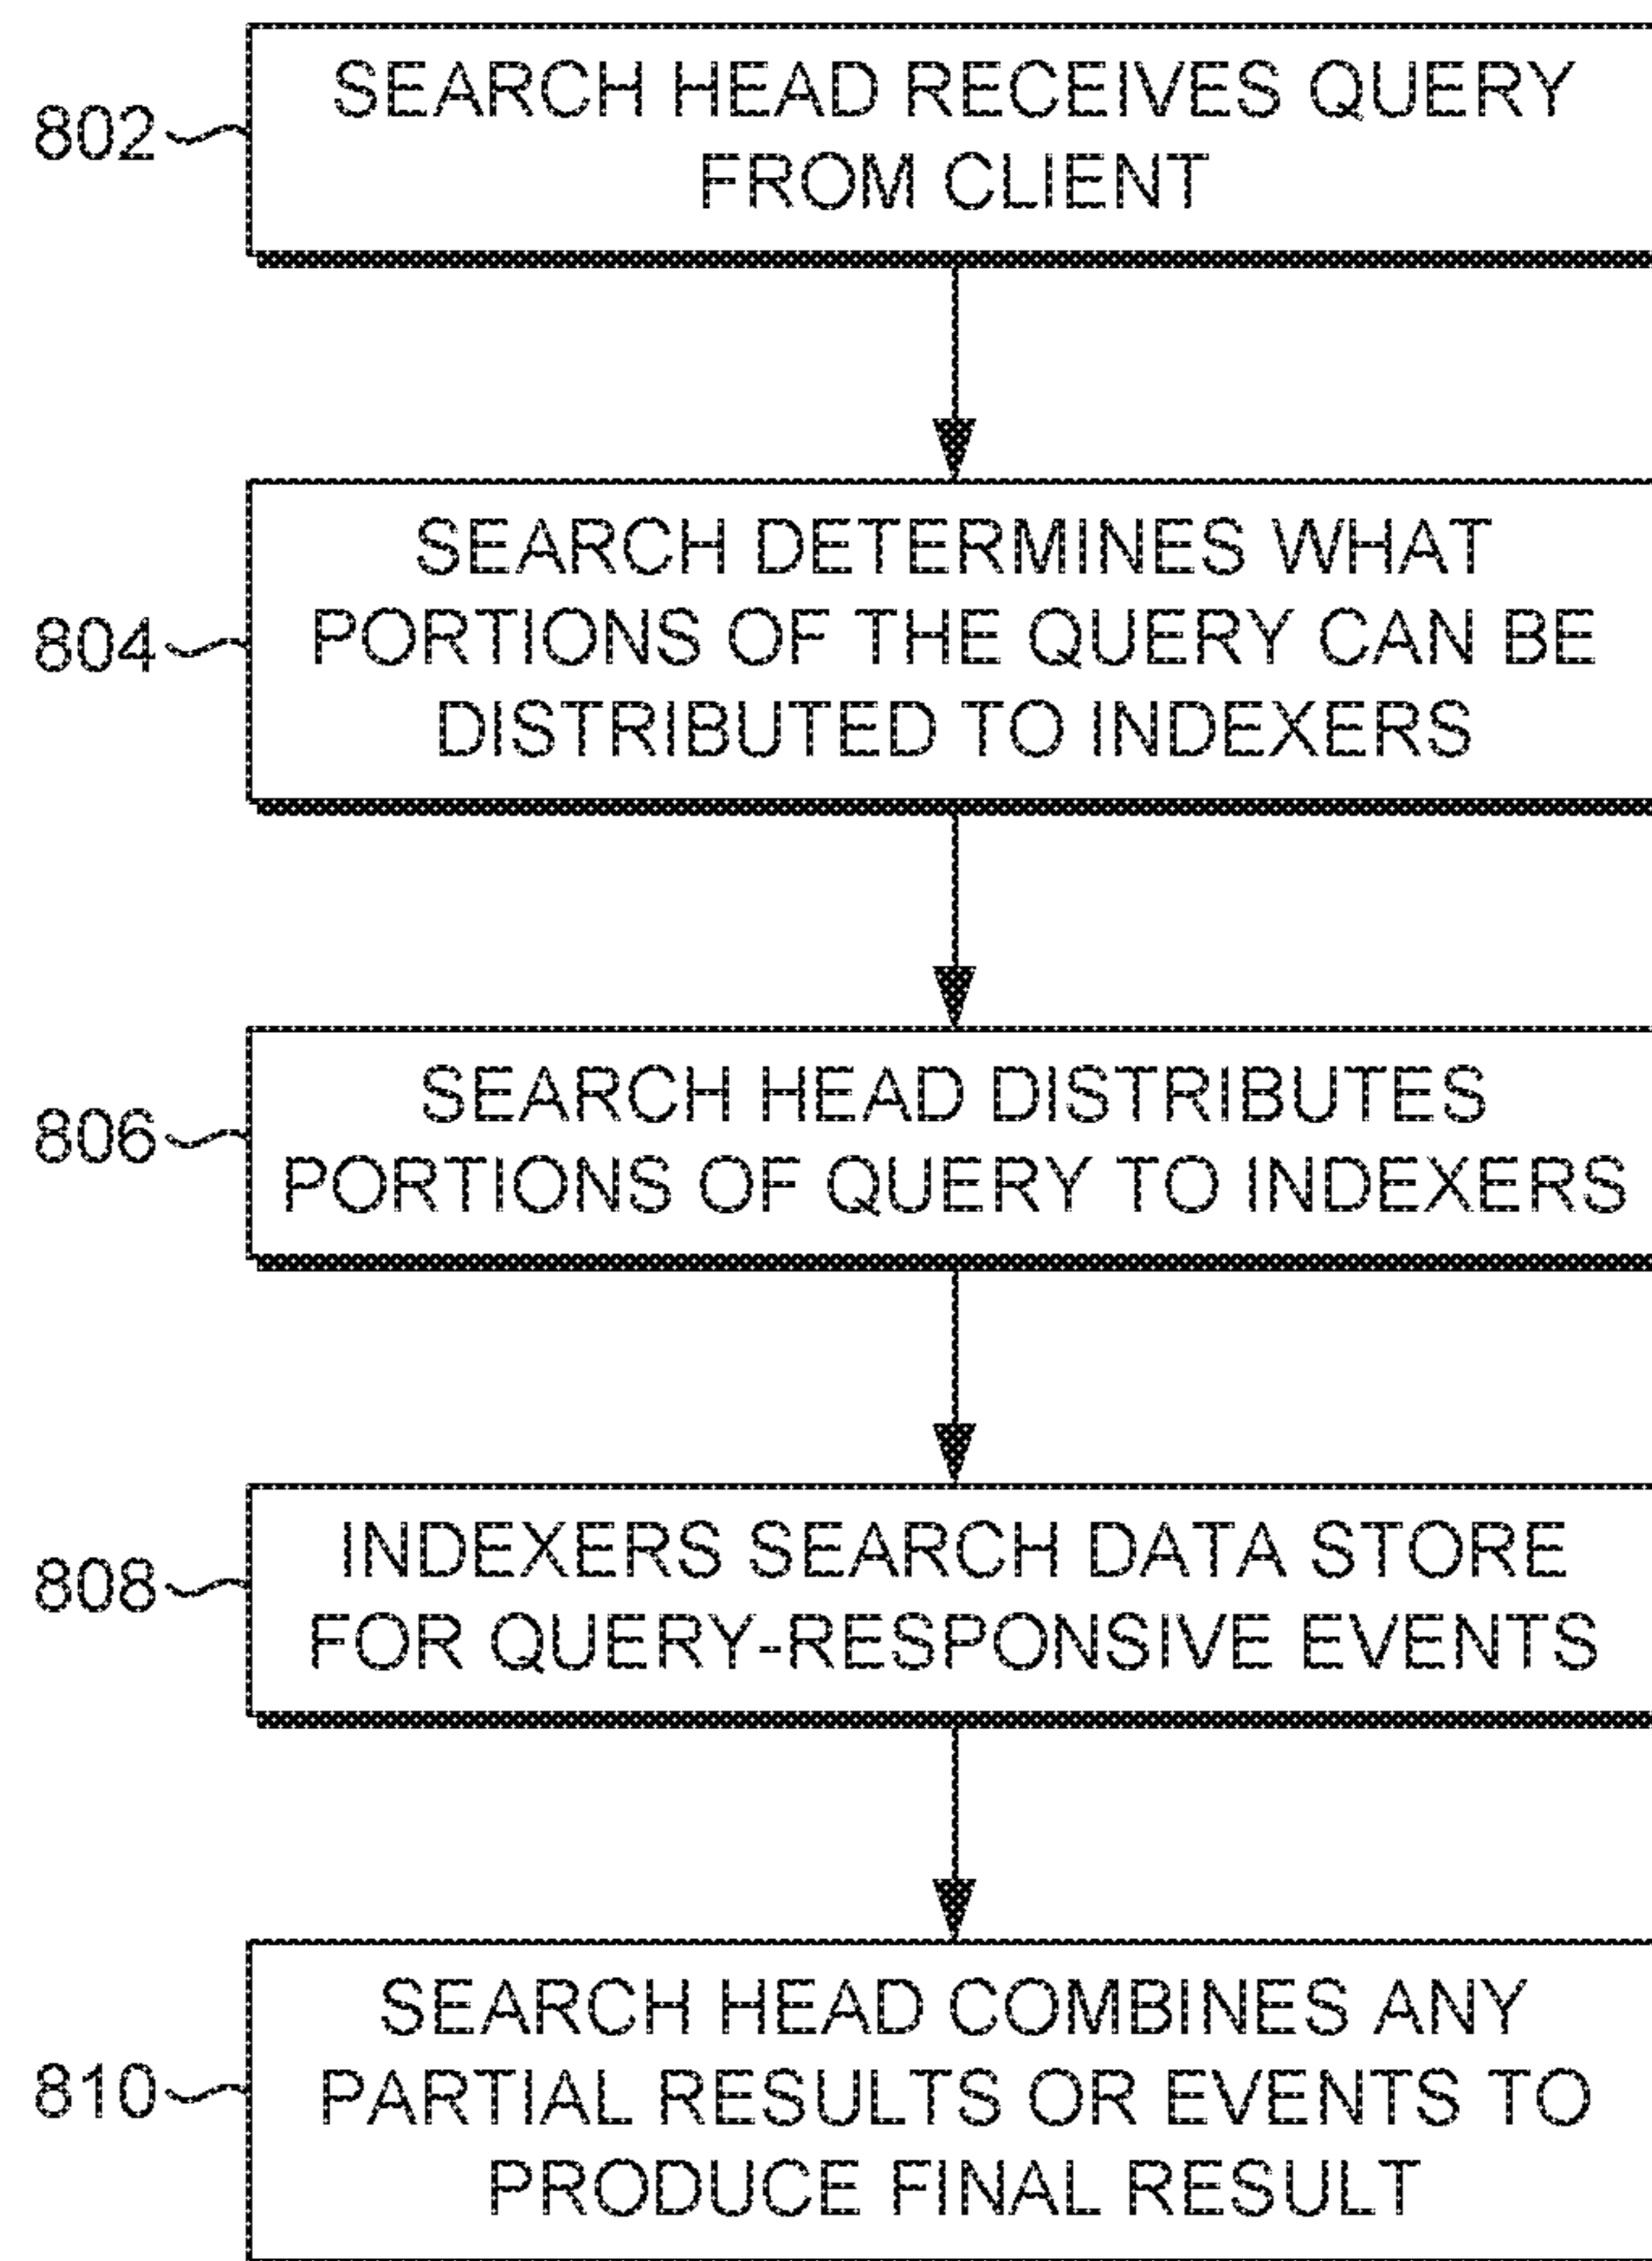 SEARCH HEAD RECEIVES QUERY
802
FROM CLIENT
SEARCH DETERMINES WHAT
804
PORTIONS OF THE QUERY CAN BE
DISTRIBUTED TO INDEXERS
SEARCH HEAD DISTRIBUTES
806
PORTIONS OF QUERY TO INDEXERS
INDEXERS SEARCH DATA STORE
808
FOR QUERY-RESPONSIVE EVENTS
SEARCH HEAD COMBINES ANY
810
PARTIAL RESULTS OR EVENTS TO
PRODUCE FINAL RESULT